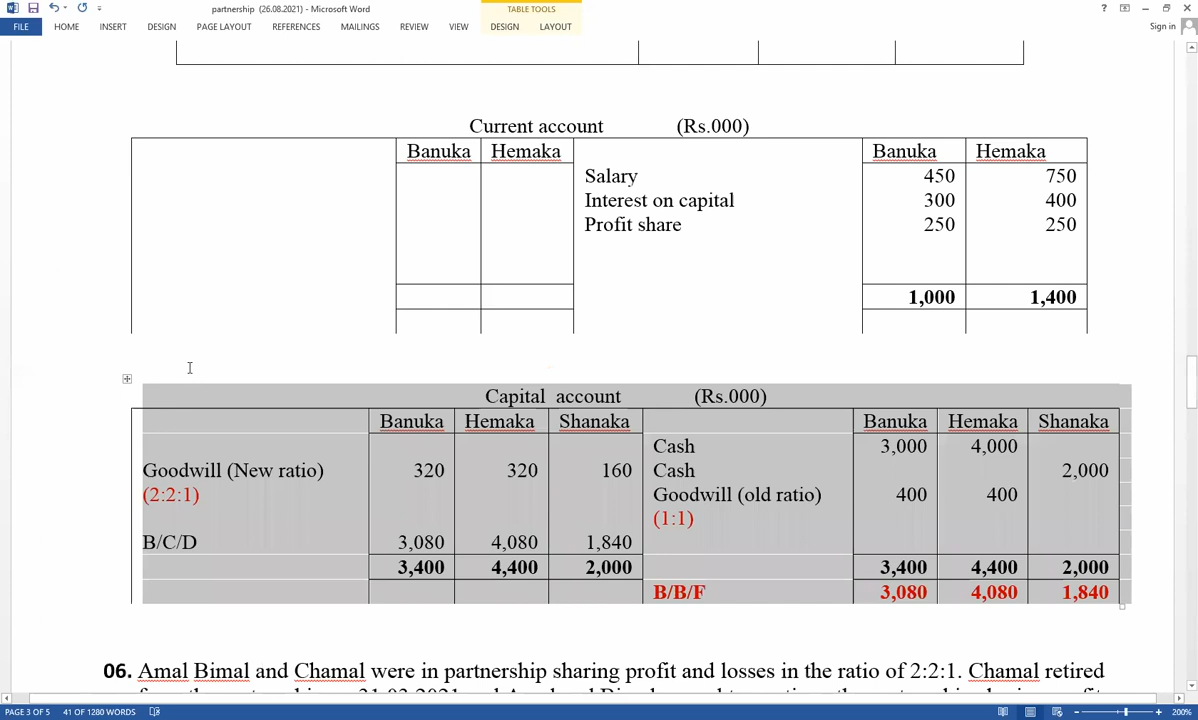 partnership (26.08.2021) - Microsoft Word
TABLE TOOLS
FILE HOME INSERT DESIGN PAGE LAYOUT REFERENCES MAILINGS REVIEW VIEW DESIGN LAYOUT
Sign in
Current account (Rs.000)
Banuka Hemaka Banuka Hemaka
Salary 450 750
Interest on capital 300 400
Profit share 250 250
1,000 1,400
Capital account (Rs.000)
Banuka Hemaka Shanaka Banuka Hemaka Shanaka
Cash 3,000 4,000
Goodwill (New ratio) 320 320 160 Cash 2,000
(2:2:1) Goodwill (old ratio) 400 400
(1:1)
B/C/D 3,080 4,080 1,840
3,400 4,400 2,000 3,400 4,400 2,000
B/B/F 3,080 4,080 1,840
06. Amal Bimal and Chamal were in partnership sharing profit and losses in the ratio of 2:2:1. Chamal retired
PAGE 3 OF 5 41 OF 1280 WORDS 200%